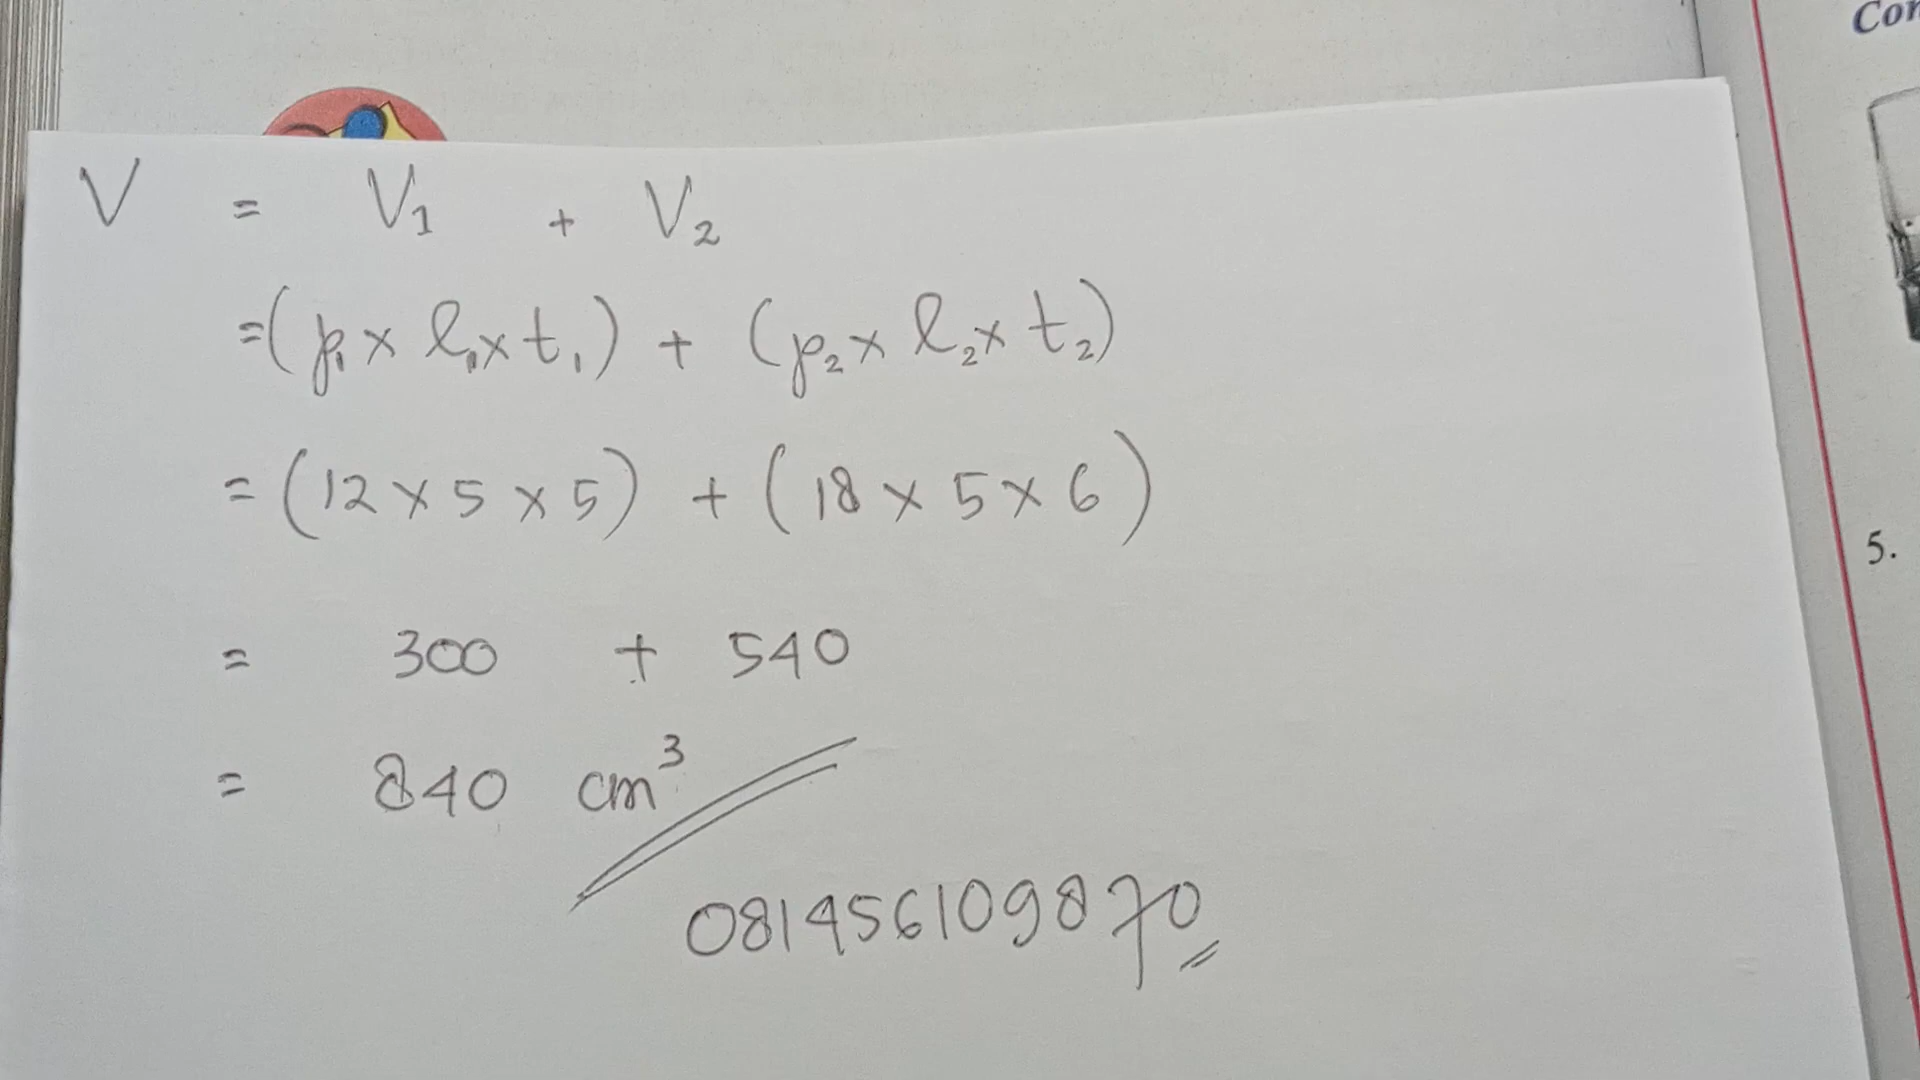 V = V₁ + V₂
=(p₁ x l₁ x t₁) + (p₂ x l₂ x t₂)
= (12 x 5 x 5) + (18 x 5 x 6)
= 300 + 540
= 840 cm³
081456109870
5.